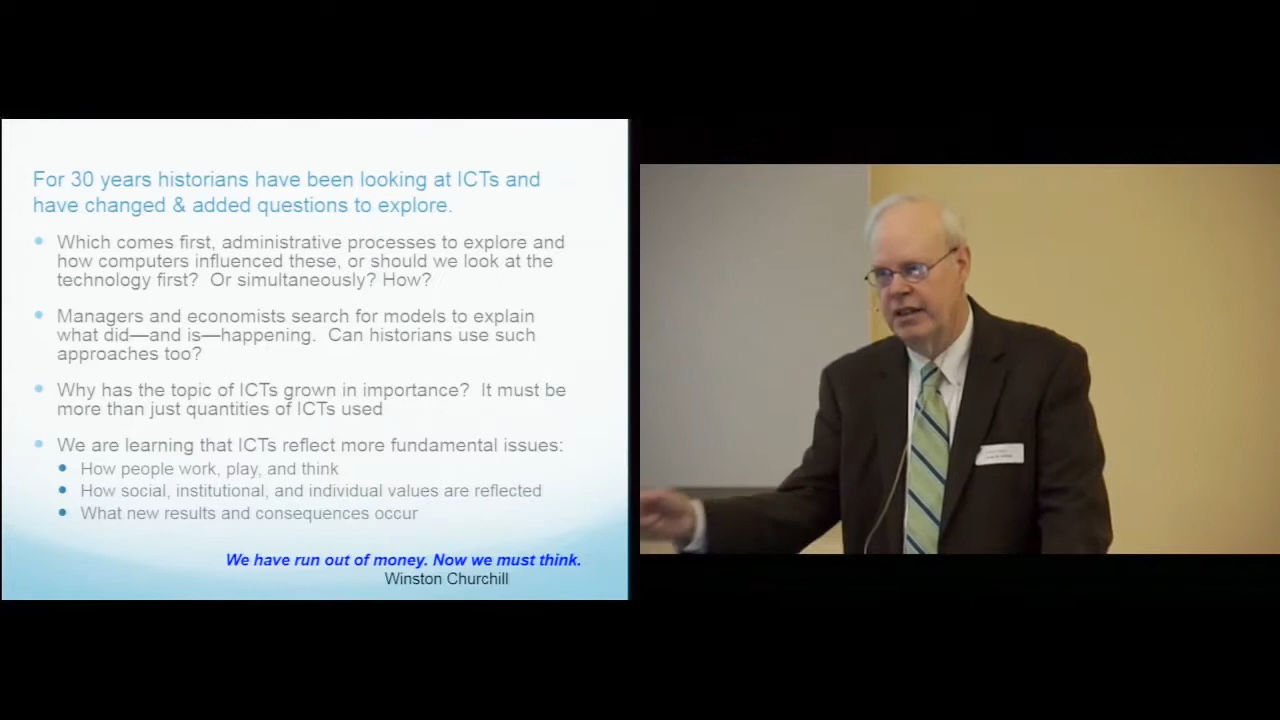 For 30 years historians have been looking at ICTs and
have changed & added questions to explore.
Which comes first, administrative processes to explore and
how computers influenced these, or should we look at the
technology first? Or simultaneously? How?
Managers and economists search for models to explain
what did—and is—happening. Can historians use such
approaches too?
Why has the topic of ICTs grown in importance? It must be
more than just quantities of ICTs used
We are learning that ICTs reflect more fundamental issues:
How people work, play, and think
How social, institutional, and individual values are reflected
What new results and consequences occur
We have run out of money. Now we must think.
Winston Churchill